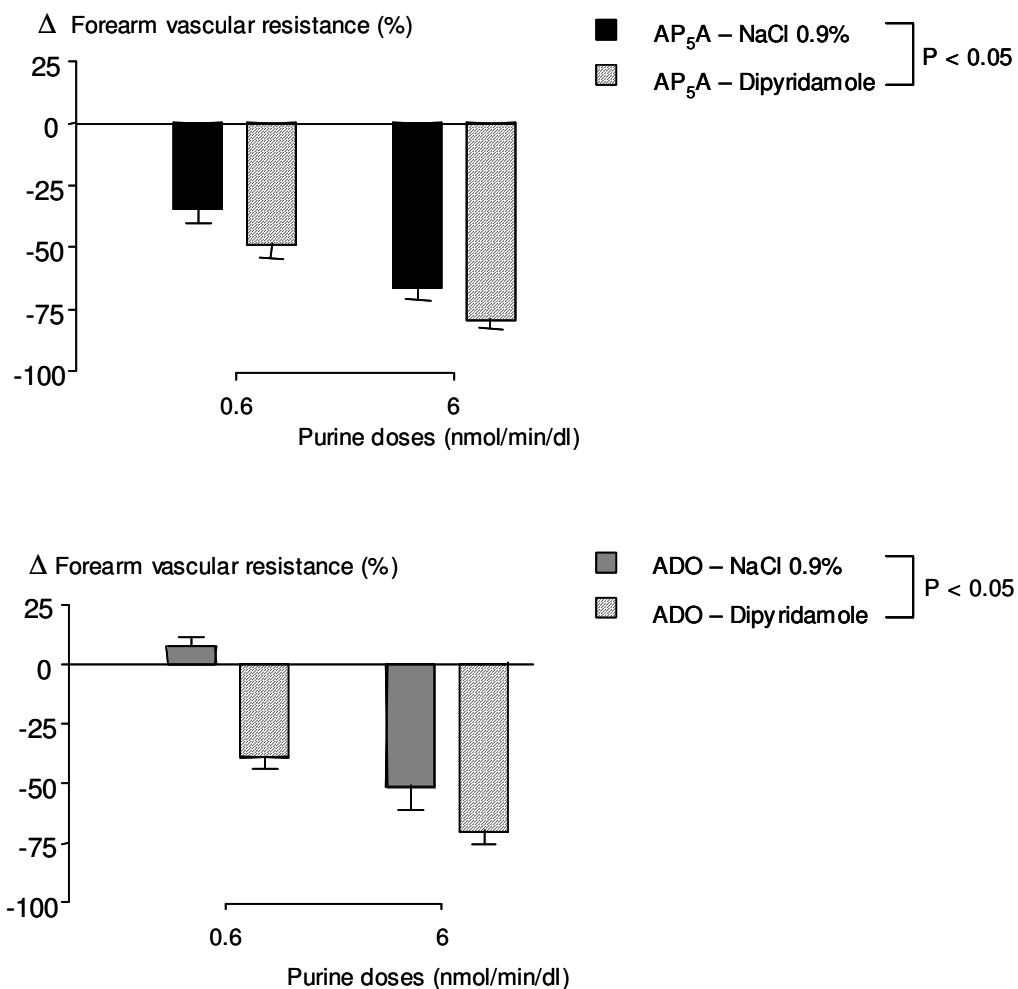 Δ Forearm vascular resistance (%)
AP5A – NaCl 0.9%
AP5A – Dipyridamole
P < 0.05
25
0
-25
-50
-75
-100
0.6 6
Purine doses (nmol/min/dl)
Δ Forearm vascular resistance (%)
ADO – NaCl 0.9%
ADO – Dipyridamole
P < 0.05
25
0
-25
-50
-75
-100
0.6 6
Purine doses (nmol/min/dl)